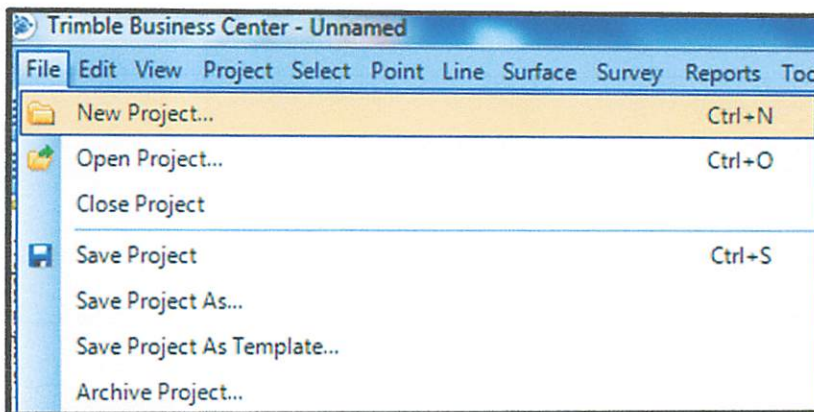 Trimble Business Center - Unnamed
File Edit View Project Select Point Line Surface Survey Reports Too
New Project... Ctrl+N
Open Project... Ctrl+O
Close Project
Save Project Ctrl+S
Save Project As...
Save Project As Template...
Archive Project...